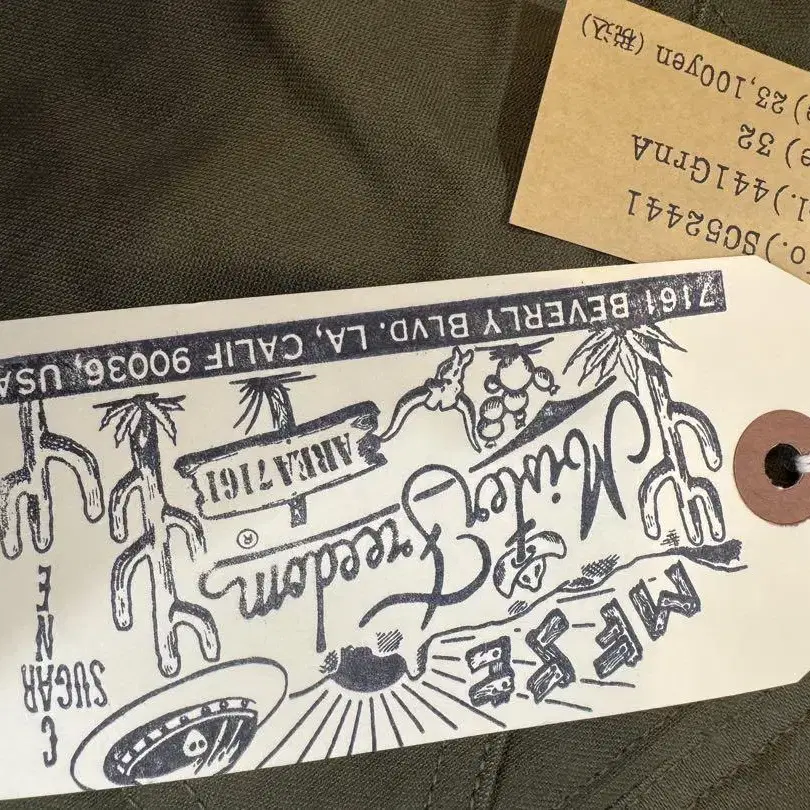 MFSE
Mister
Freedom
®
AREA 7161
SUGAR
CANE
7161 BEVERLY BLVD. LA, CALIF 90036, USA
o.) SC52441
l.) 441GrnA
e) 32
e) 23,100yen (税込)